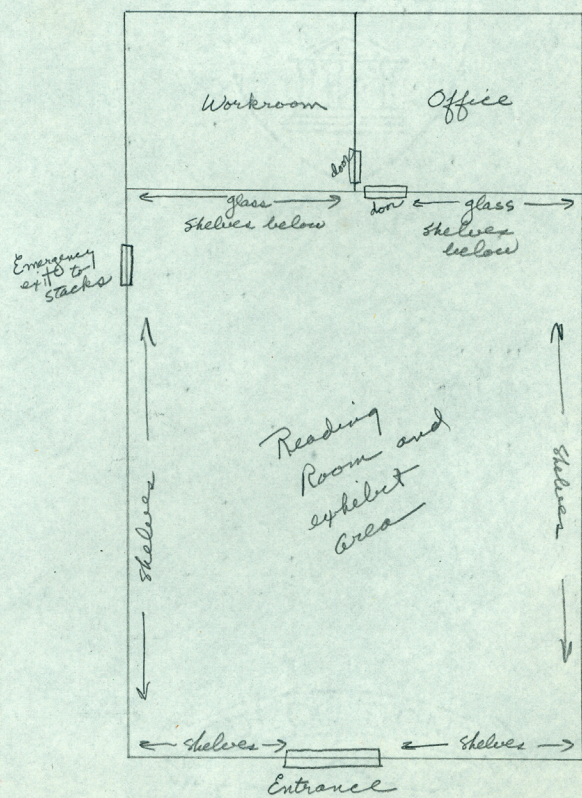 Workroom
Office
door
door
glass
shelves below
glass
shelves
below
Emergency
exit to
stacks
Reading
Room and
exhibit
area
shelves
shelves
shelves
shelves
Entrance